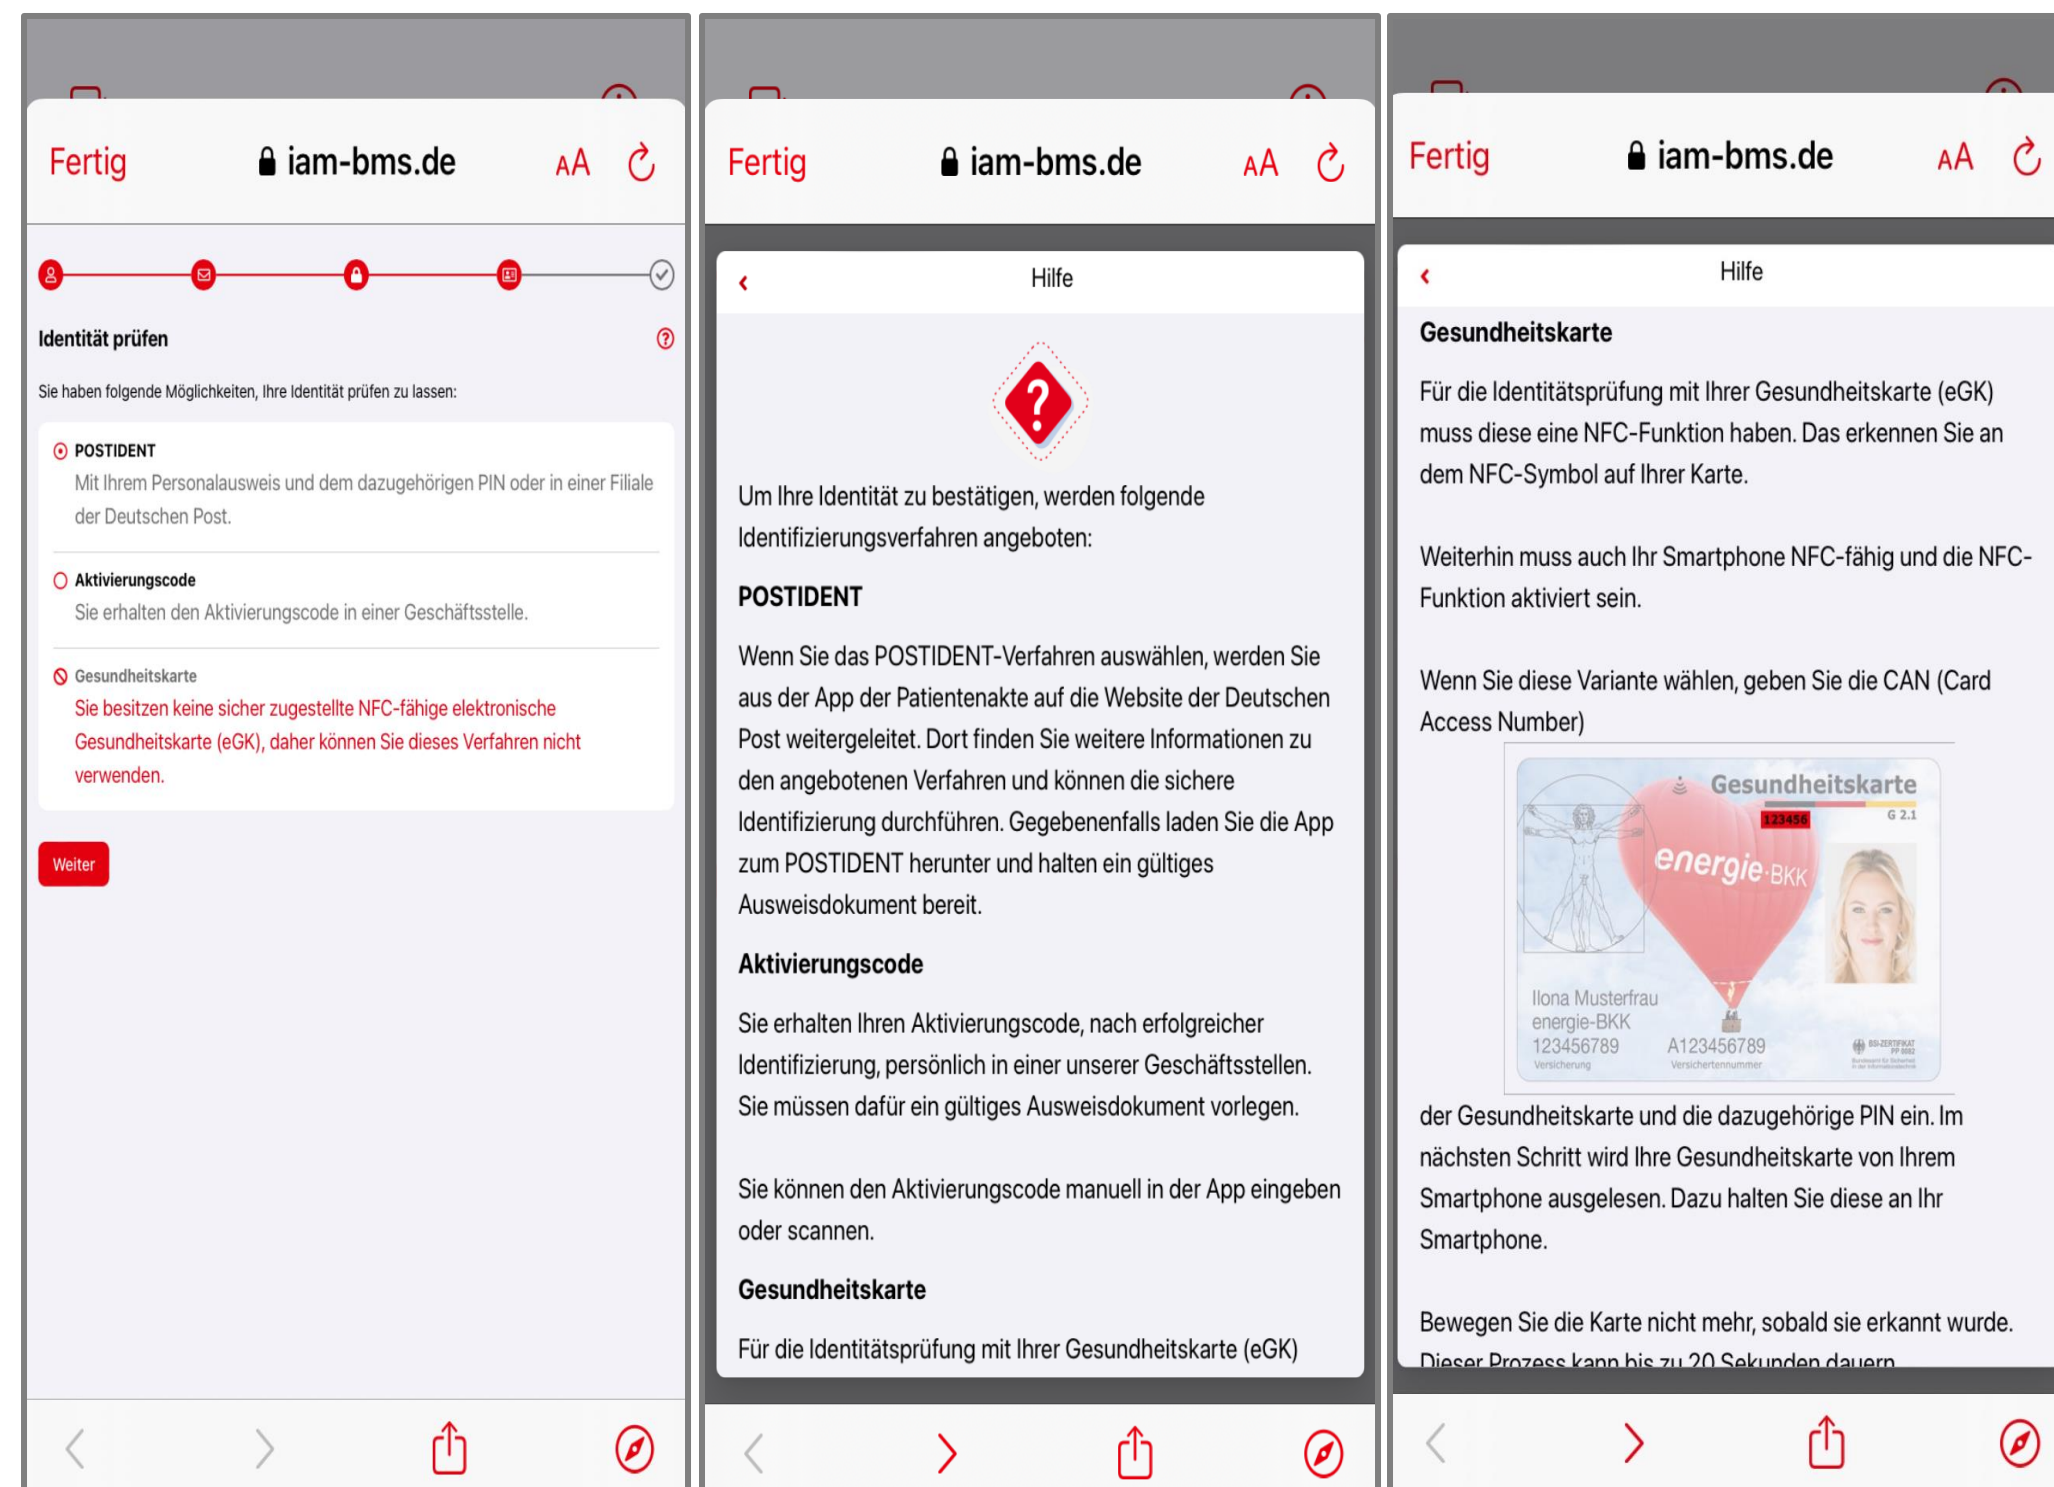 Fertig
iam-bms.de
AA
Identität prüfen
Sie haben folgende Möglichkeiten, Ihre Identität prüfen zu lassen:
POSTIDENT
Mit Ihrem Personalausweis und dem dazugehörigen PIN oder in einer Filiale
der Deutschen Post.
Aktivierungscode
Sie erhalten den Aktivierungscode in einer Geschäftsstelle.
Gesundheitskarte
Sie besitzen keine sicher zugestellte NFC-fähige elektronische
Gesundheitskarte (eGK), daher können Sie dieses Verfahren nicht
verwenden.
Weiter
Fertig
iam-bms.de
AA
Hilfe
Um Ihre Identität zu bestätigen, werden folgende
Identifizierungsverfahren angeboten:
POSTIDENT
Wenn Sie das POSTIDENT-Verfahren auswählen, werden Sie
aus der App der Patientenakte auf die Website der Deutschen
Post weitergeleitet. Dort finden Sie weitere Informationen zu
den angebotenen Verfahren und können die sichere
Identifizierung durchführen. Gegebenenfalls laden Sie die App
zum POSTIDENT herunter und halten ein gültiges
Ausweisdokument bereit.
Aktivierungscode
Sie erhalten Ihren Aktivierungscode, nach erfolgreicher
Identifizierung, persönlich in einer unserer Geschäftsstellen.
Sie müssen dafür ein gültiges Ausweisdokument vorlegen.
Sie können den Aktivierungscode manuell in der App eingeben
oder scannen.
Gesundheitskarte
Für die Identitätsprüfung mit Ihrer Gesundheitskarte (eGK)
Fertig
iam-bms.de
AA
Hilfe
Gesundheitskarte
Für die Identitätsprüfung mit Ihrer Gesundheitskarte (eGK)
muss diese eine NFC-Funktion haben. Das erkennen Sie an
dem NFC-Symbol auf Ihrer Karte.
Weiterhin muss auch Ihr Smartphone NFC-fähig und die NFC-
Funktion aktiviert sein.
Wenn Sie diese Variante wählen, geben Sie die CAN (Card
Access Number)
Gesundheitskarte
123456
G 2.1
energie·BKK
Ilona Musterfrau
energie-BKK
123456789 A123456789
Versicherung Versichertennummer
BSI-ZERTIFIKAT
der Gesundheitskarte und die dazugehörige PIN ein. Im
nächsten Schritt wird Ihre Gesundheitskarte von Ihrem
Smartphone ausgelesen. Dazu halten Sie diese an Ihr
Smartphone.
Bewegen Sie die Karte nicht mehr, sobald sie erkannt wurde.
Dieser Prozess kann bis zu 20 Sekunden dauern